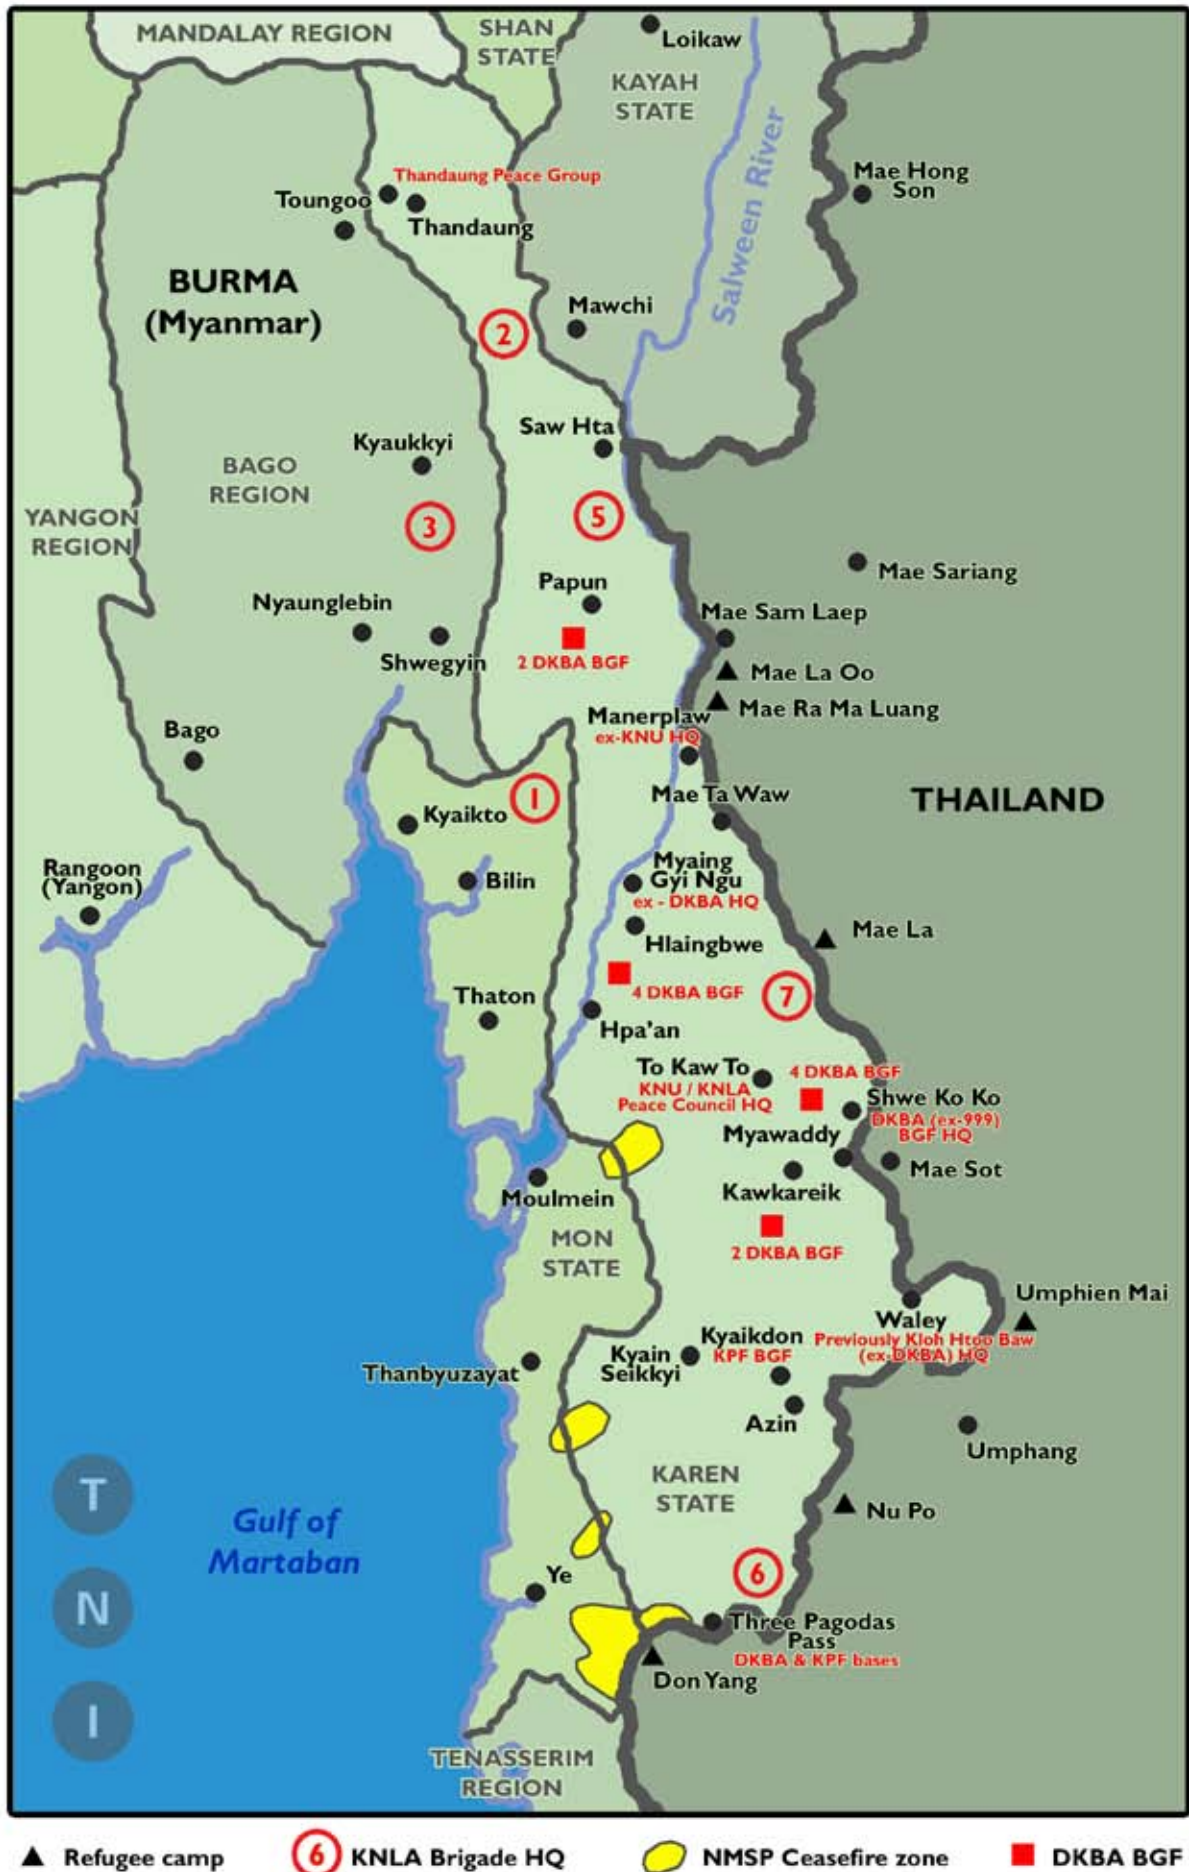 MANDALAY REGION
SHAN
STATE
Loikaw
KAYAH
STATE
Salween River
Mae Hong
Son
Thandaung Peace Group
Toungoo
Thandaung
BURMA
(Myanmar)
Mawchi
2
Saw Hta
Kyaukkyi
BAGO
REGION
YANGON
REGION
3
5
Mae Sariang
Papun
Nyaunglebin
Mae Sam Laep
Shwegyin
2 DKBA BGF
Mae La Oo
Mae Ra Ma Luang
Manerplaw
ex-KNU HQ
Bago
Mae Ta Waw
THAILAND
1
Kyaikto
Rangoon
(Yangon)
Bilin
Myaing
Gyi Ngu
ex - DKBA HQ
Mae La
Hlaingbwe
4 DKBA BGF
7
Thaton
Hpa'an
To Kaw To
KNU / KNLA
Peace Council HQ
4 DKBA BGF
Shwe Ko Ko
DKBA (ex-999)
BGF HQ
Myawaddy
Mae Sot
Kawkareik
Moulmein
MON
STATE
2 DKBA BGF
Umphien Mai
Waley
Previously Kloh Htoo Baw
(ex-DKBA) HQ
Kyaikdon
KPF BGF
Kyain
Seikkyi
Thanbyuzayat
Azin
Umphang
KAREN
STATE
T
N
I
Gulf of
Martaban
Nu Po
6
Ye
Three Pagodas
Pass
DKBA & KPF bases
Don Yang
TENASSERIM
REGION
Refugee camp
6 KNLA Brigade HQ
NMSP Ceasefire zone
DKBA BGF